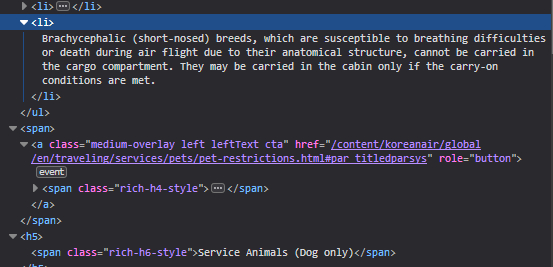 ▶ <li> ⋯ </li>
▼ <li>
Brachycephalic (short-nosed) breeds, which are susceptible to breathing difficulties
or death during air flight due to their anatomical structure, cannot be carried in
the cargo compartment. They may be carried in the cabin only if the carry-on
conditions are met.
</li>
</ul>
▼ <span>
▼ <a class="medium-overlay left leftText cta" href="/content/koreanair/global
/en/traveling/services/pets/pet-restrictions.html#par_titledparsys" role="button">
event
▶ <span class="rich-h4-style"> ⋯ </span>
</a>
</span>
▼ <h5>
<span class="rich-h6-style">Service Animals (Dog only)</span>
</h5>